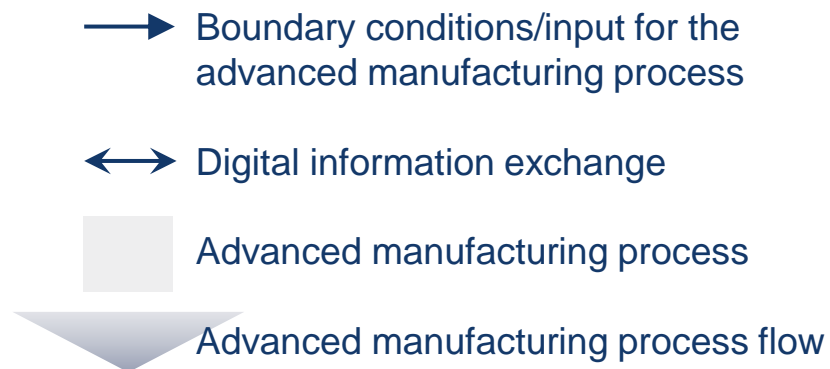 Boundary conditions/input for the
advanced manufacturing process
Digital information exchange
Advanced manufacturing process
Advanced manufacturing process flow